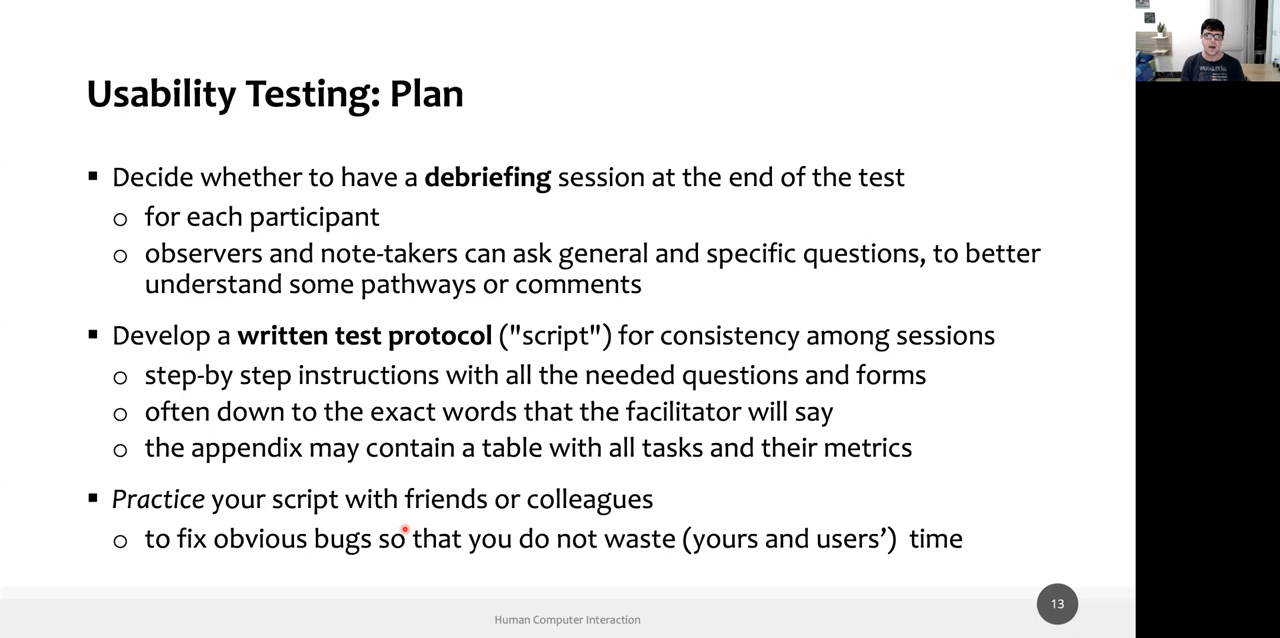 Usability Testing: Plan
▪ Decide whether to have a debriefing session at the end of the test
o for each participant
o observers and note-takers can ask general and specific questions, to better
understand some pathways or comments
▪ Develop a written test protocol ("script") for consistency among sessions
o step-by step instructions with all the needed questions and forms
o often down to the exact words that the facilitator will say
o the appendix may contain a table with all tasks and their metrics
▪ Practice your script with friends or colleagues
o to fix obvious bugs so that you do not waste (yours and users’) time
Human Computer Interaction
13